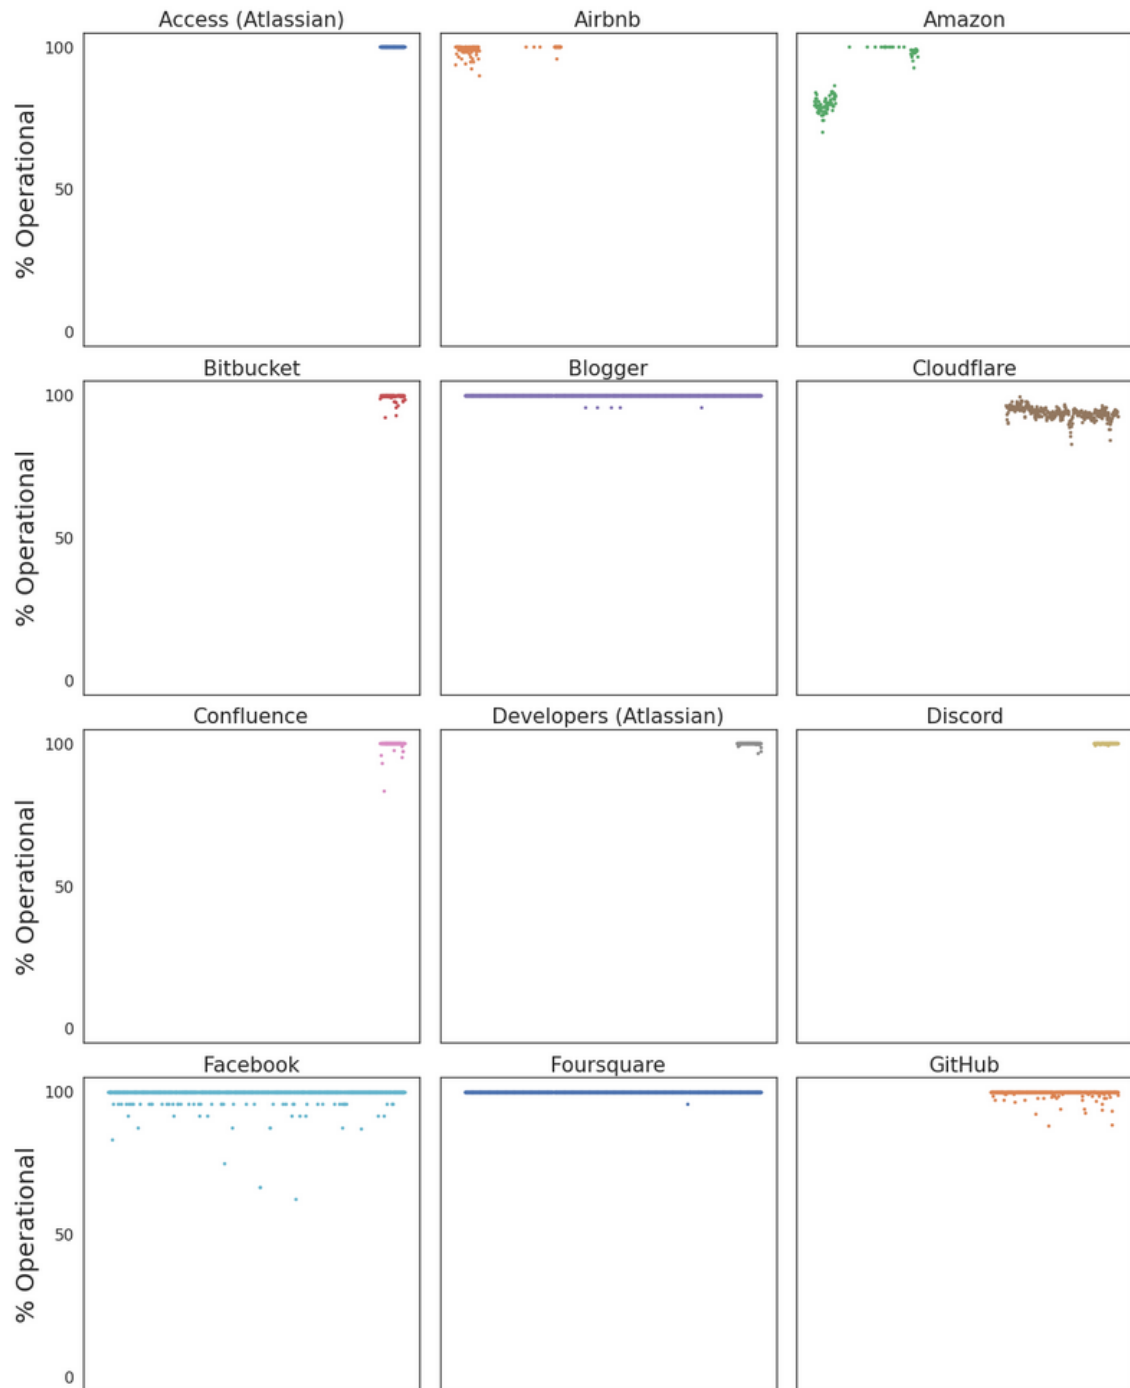 Access (Atlassian) Airbnb Amazon
100
50
0
% Operational
Bitbucket Blogger Cloudflare
100
50
0
% Operational
Confluence Developers (Atlassian) Discord
100
50
0
% Operational
Facebook Foursquare GitHub
100
50
0
% Operational